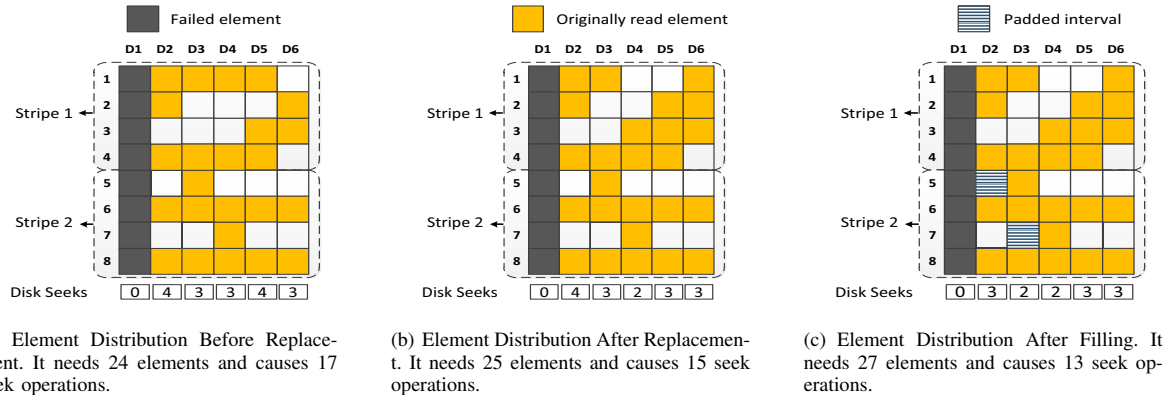 Failed element
Originally read element
Padded interval
D1 D2 D3 D4 D5 D6
1
2
3
4
5
6
7
8
Stripe 1
Stripe 2
Disk Seeks 0 4 3 3 4 3
D1 D2 D3 D4 D5 D6
1
2
3
4
5
6
7
8
Stripe 1
Stripe 2
Disk Seeks 0 4 3 2 3 3
D1 D2 D3 D4 D5 D6
1
2
3
4
5
6
7
8
Stripe 1
Stripe 2
Disk Seeks 0 3 2 2 3 3
Element Distribution Before Replace-
ent. It needs 24 elements and causes 17
ek operations.
(b) Element Distribution After Replacemen-
t. It needs 25 elements and causes 15 seek
operations.
(c) Element Distribution After Filling. It
needs 27 elements and causes 13 seek op-
erations.